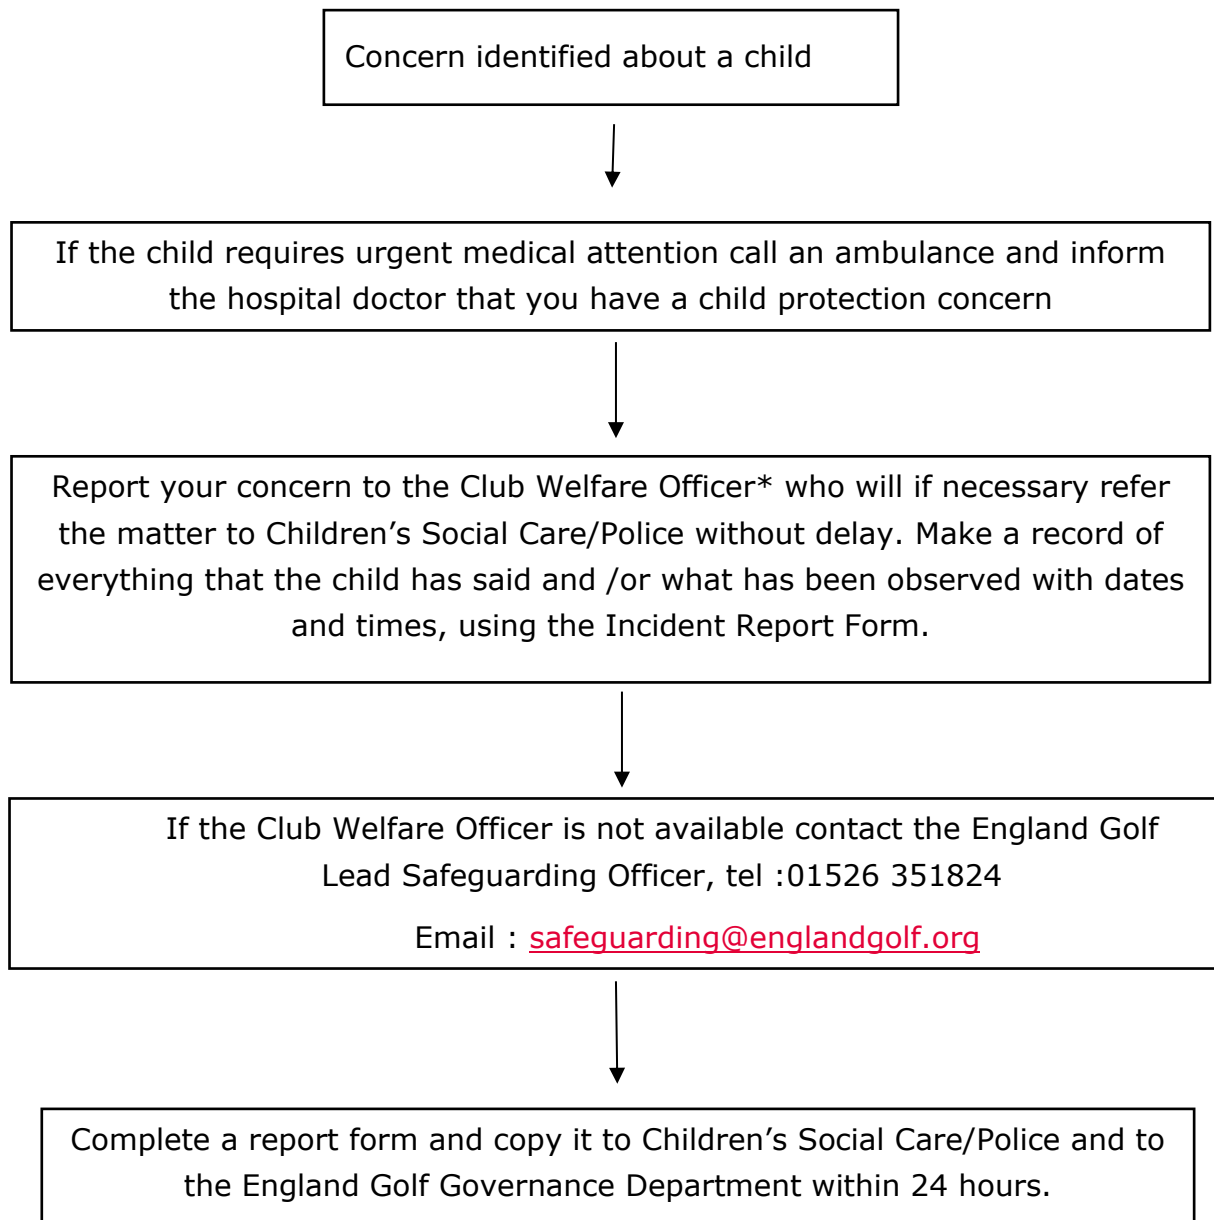 Concern identified about a child
If the child requires urgent medical attention call an ambulance and inform
the hospital doctor that you have a child protection concern
Report your concern to the Club Welfare Officer* who will if necessary refer
the matter to Children’s Social Care/Police without delay. Make a record of
everything that the child has said and /or what has been observed with dates
and times, using the Incident Report Form.
If the Club Welfare Officer is not available contact the England Golf
Lead Safeguarding Officer, tel :01526 351824
Email : safeguarding@englandgolf.org
Complete a report form and copy it to Children’s Social Care/Police and to
the England Golf Governance Department within 24 hours.